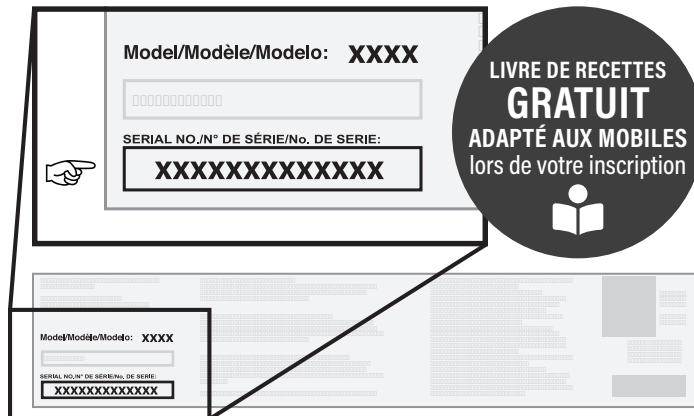 Model/Modèle/Modelo: XXXX
SERIAL NO./N° DE SÉRIE/No. DE SERIE:
XXXXXXXXXXXXX
LIVRE DE RECETTES
GRATUIT
ADAPTÉ AUX MOBILES
lors de votre inscription
Model/Modèle/Modelo: XXXX
SERIAL NO./N° DE SÉRIE/No. DE SERIE:
XXXXXXXXXXXXX